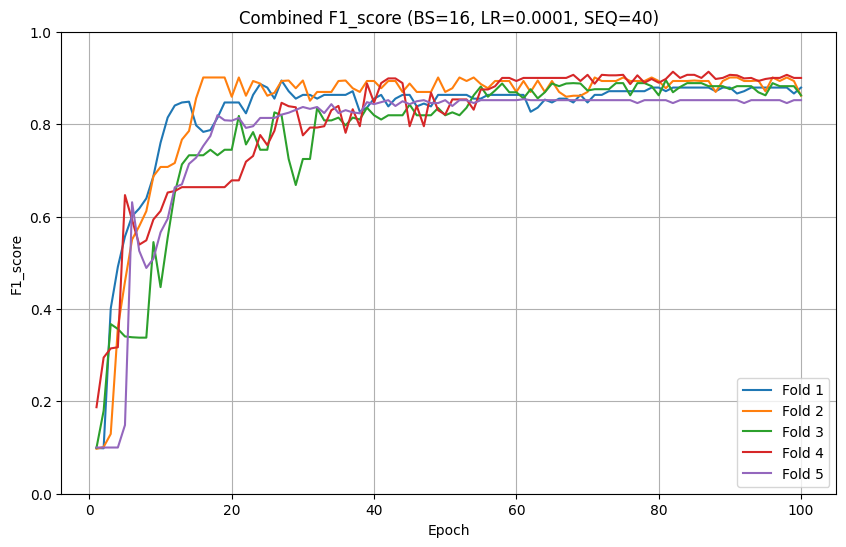 Combined F1_score (BS=16, LR=0.0001, SEQ=40)
1.0
0.8
0.6
0.4
0.2
0.0
F1_score
0 20 40 60 80 100
Epoch
Fold 1
Fold 2
Fold 3
Fold 4
Fold 5